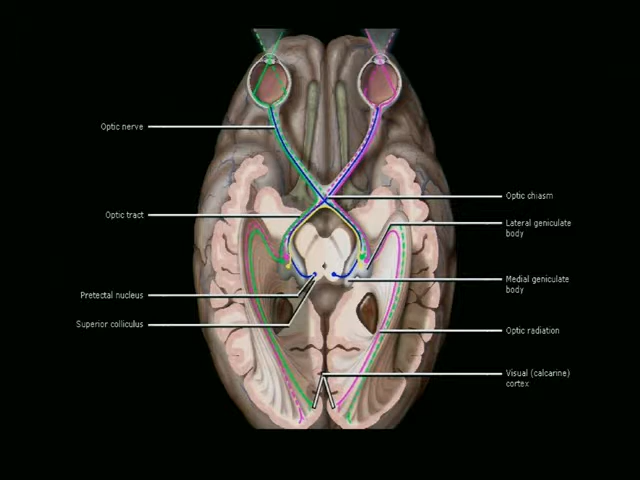 Optic nerve
Optic chiasm
Optic tract
Lateral geniculate
body
Medial geniculate
body
Pretectal nucleus
Superior colliculus
Optic radiation
Visual (calcarine)
cortex